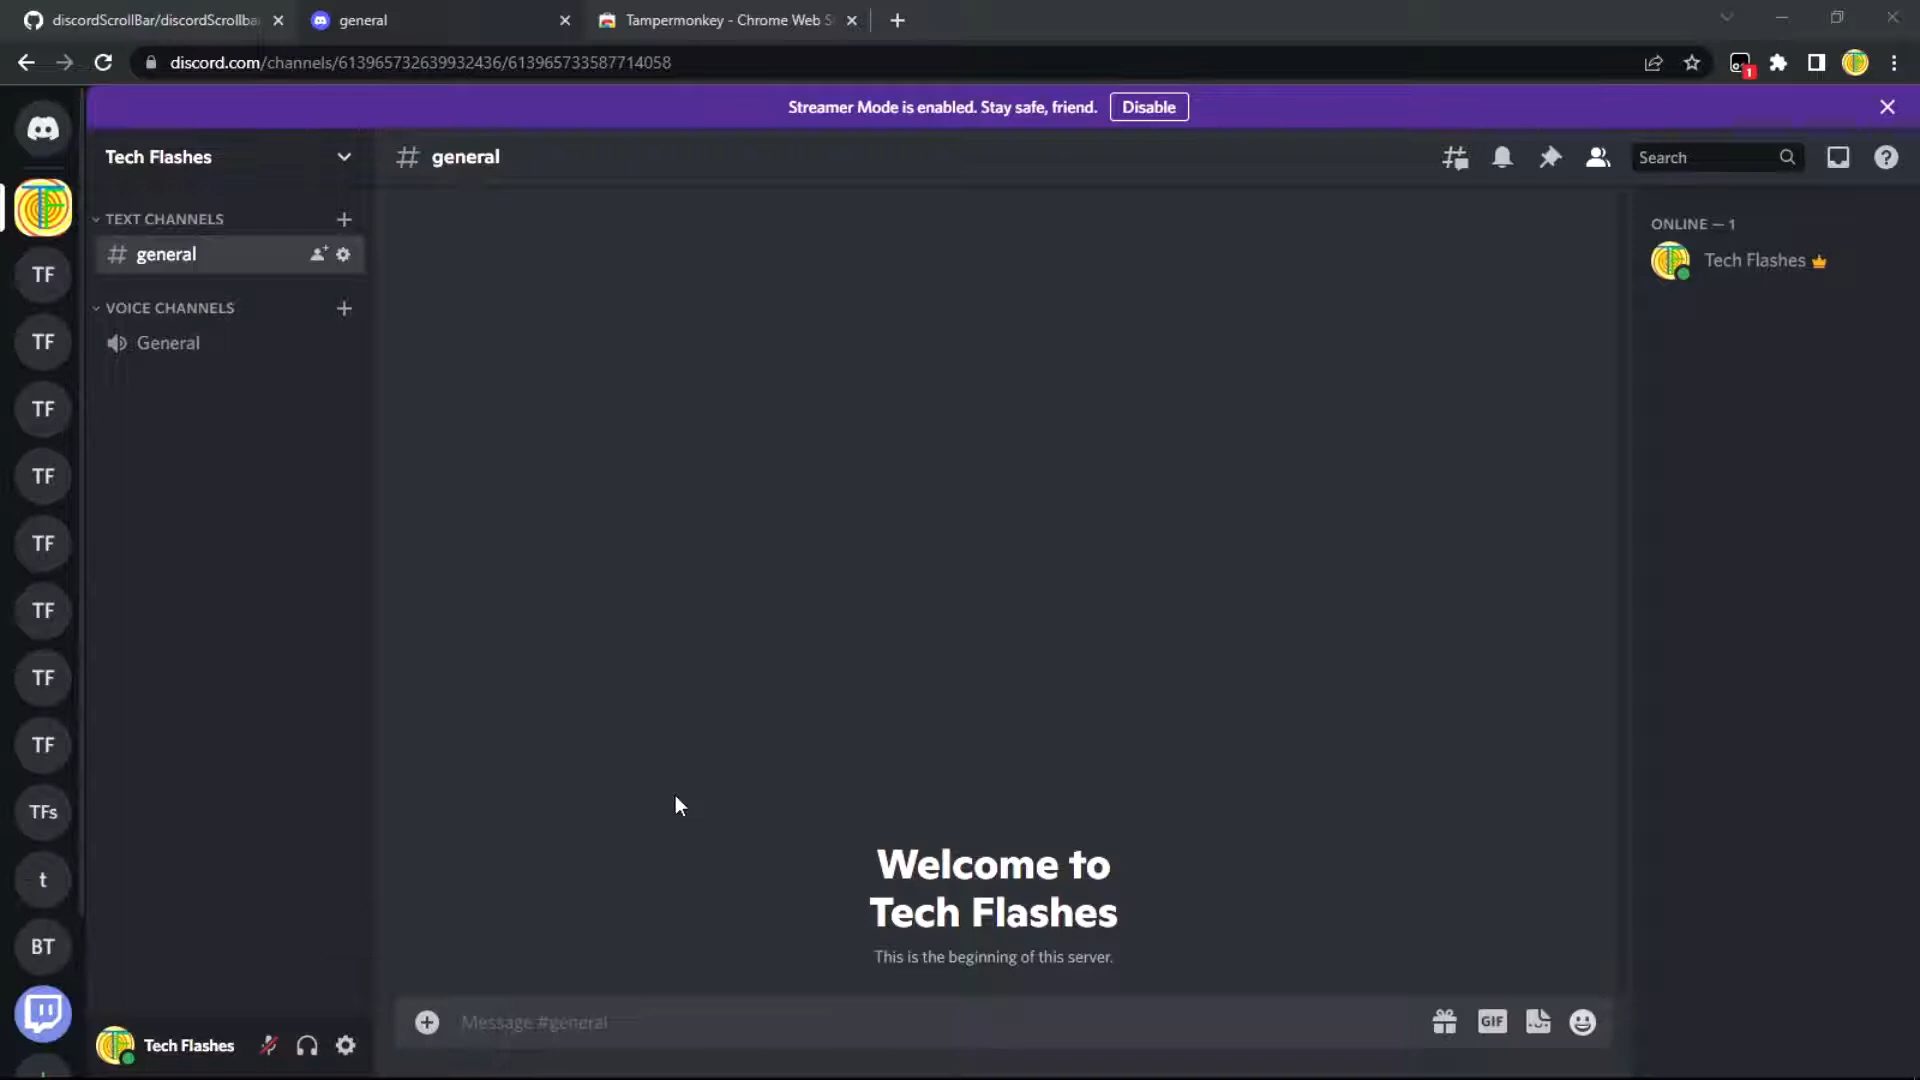 discordScrollBar/discordScrollba
general
Tampermonkey - Chrome Web S
discord.com/channels/613965732639932436/613965733587714058
1
Streamer Mode is enabled. Stay safe, friend.
Disable
Tech Flashes
general
Search
TEXT CHANNELS
general
VOICE CHANNELS
General
ONLINE — 1
Tech Flashes
TF
TF
TF
TF
TF
TF
TF
TF
TFs
t
BT
Welcome to
Tech Flashes
This is the beginning of this server.
Message #general
GIF
Tech Flashes